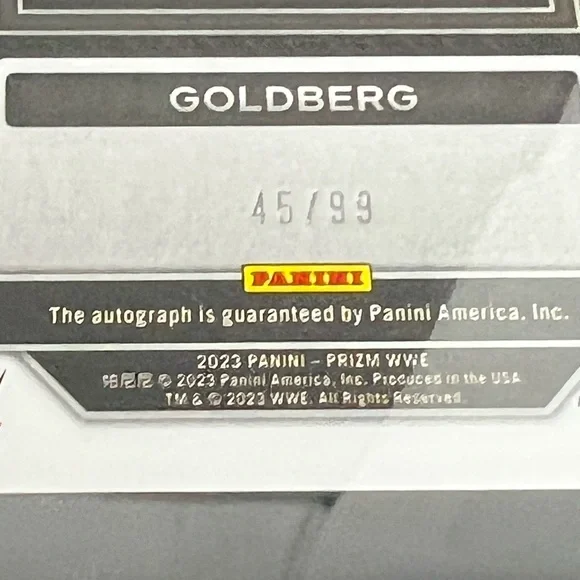 GOLDBERG
45/99
PANINI
The autograph is guaranteed by Panini America, Inc.
2023 PANINI – PRIZM WWE
© 2023 Panini America, Inc. Produced in the USA
TM & © 2023 WWE. All Rights Reserved.